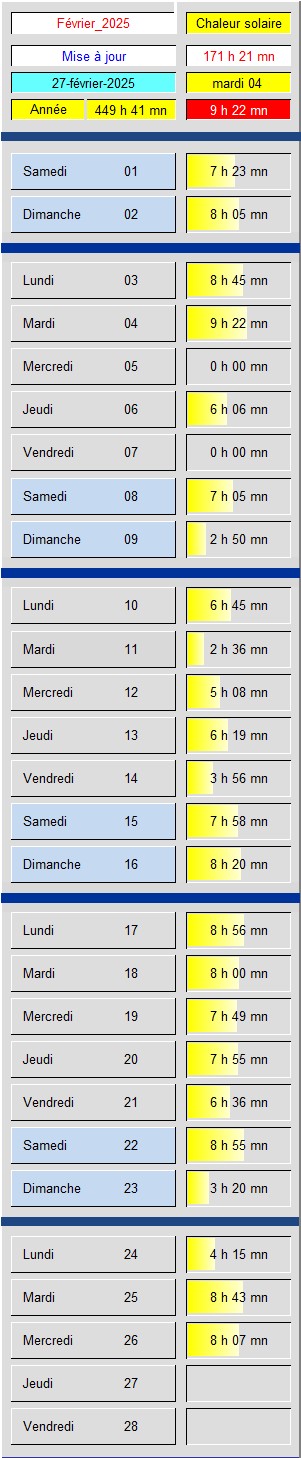 Février_2025 Chaleur solaire
Mise à jour 171 h 21 mn
27-février-2025 mardi 04
Année 449 h 41 mn 9 h 22 mn
Samedi 01 7 h 23 mn
Dimanche 02 8 h 05 mn
Lundi 03 8 h 45 mn
Mardi 04 9 h 22 mn
Mercredi 05 0 h 00 mn
Jeudi 06 6 h 06 mn
Vendredi 07 0 h 00 mn
Samedi 08 7 h 05 mn
Dimanche 09 2 h 50 mn
Lundi 10 6 h 45 mn
Mardi 11 2 h 36 mn
Mercredi 12 5 h 08 mn
Jeudi 13 6 h 19 mn
Vendredi 14 3 h 56 mn
Samedi 15 7 h 58 mn
Dimanche 16 8 h 20 mn
Lundi 17 8 h 56 mn
Mardi 18 8 h 00 mn
Mercredi 19 7 h 49 mn
Jeudi 20 7 h 55 mn
Vendredi 21 6 h 36 mn
Samedi 22 8 h 55 mn
Dimanche 23 3 h 20 mn
Lundi 24 4 h 15 mn
Mardi 25 8 h 43 mn
Mercredi 26 8 h 07 mn
Jeudi 27
Vendredi 28